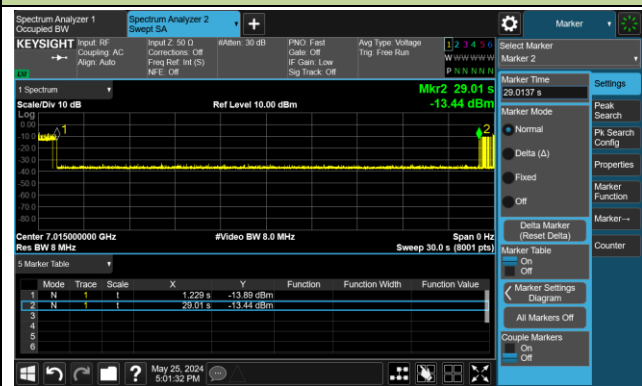 Spectrum Analyzer 1
Occupied BW
Spectrum Analyzer 2
Swept SA
Marker
KEYSIGHT
Input: RF
Coupling: AC
Align: Auto
Input Z: 50 Ω
Corrections: Off
Freq Ref: Int (S)
NFE: Off
#Atten: 30 dB
PNO: Fast
Gate: Off
IF Gain: Low
Sig Track: Off
Avg Type: Voltage
Trig: Free Run
1 2 3 4 5 6
W W W W W W
P N N N N N
LXI
1 Spectrum
Scale/Div 10 dB
Ref Level 10.00 dBm
Mkr2 29.01 s
-13.44 dBm
Log
0.00
-10.0
-20.0
-30.0
-40.0
-50.0
-60.0
-70.0
-80.0
1
2
Center 7.015000000 GHz
Res BW 8 MHz
#Video BW 8.0 MHz
Span 0 Hz
Sweep 30.0 s (8001 pts)
5 Marker Table
Mode Trace Scale X Y Function Function Width Function Value
1 N 1 t 1.229 s -13.89 dBm
2 N 1 t 29.01 s -13.44 dBm
3
4
5
6
Select Marker
Marker 2
Marker Time
29.0137 s
Marker Mode
Normal
Delta (Δ)
Fixed
Off
Delta Marker
(Reset Delta)
Marker Table
On
Off
Marker Settings
Diagram
All Markers Off
Couple Markers
On
Off
Settings
Peak
Search
Pk Search
Config
Properties
Marker
Function
Marker→
Counter
?
May 25, 2024
5:01:32 PM